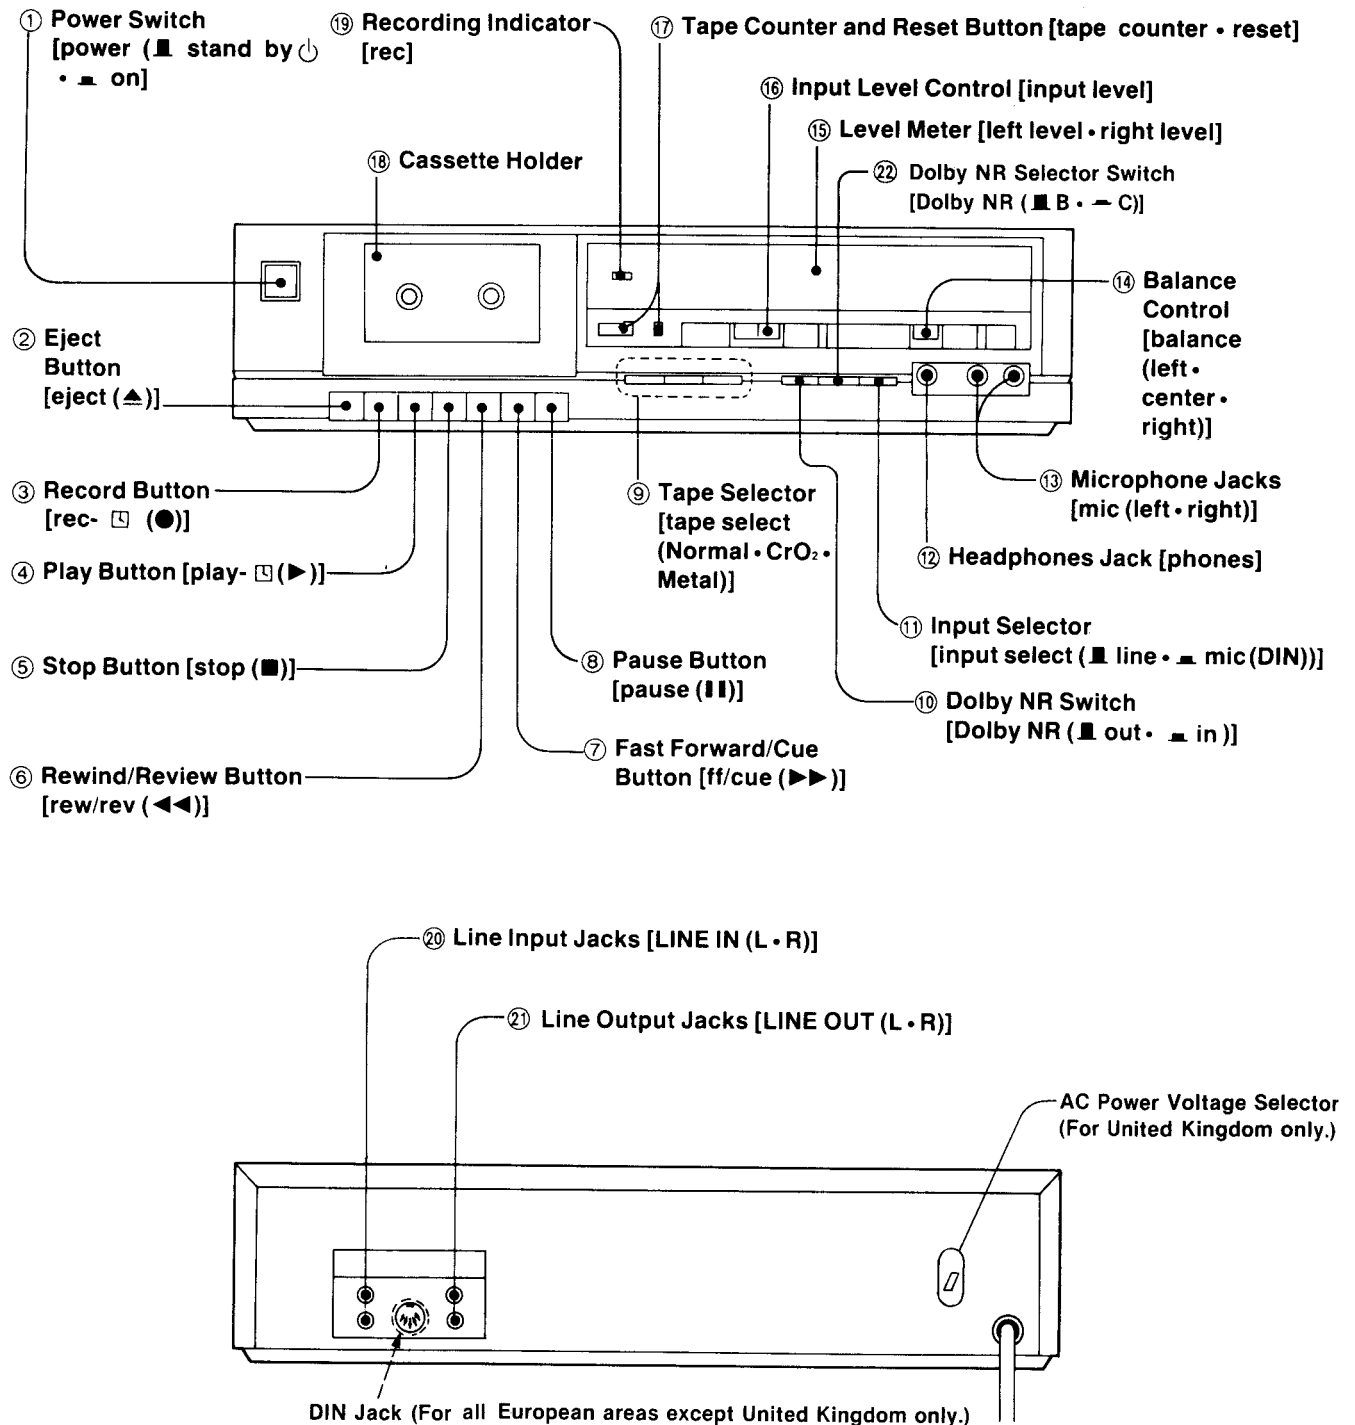 ① Power Switch
[power (▟ stand by ⏻
• ▬ on]
⑲ Recording Indicator
[rec]
⑰ Tape Counter and Reset Button [tape counter • reset]
⑯ Input Level Control [input level]
⑮ Level Meter [left level • right level]
㉒ Dolby NR Selector Switch
[Dolby NR (▟ B • ▬ C)]
⑱ Cassette Holder
⑭ Balance
Control
[balance
(left •
center •
right)]
② Eject
Button
[eject (⏏)]
③ Record Button
[rec- ◷ (●)]
④ Play Button [play- ◷ (▶)]
⑤ Stop Button [stop (■)]
⑥ Rewind/Review Button
[rew/rev (◀◀)]
⑦ Fast Forward/Cue
Button [ff/cue (▶▶)]
⑧ Pause Button
[pause (▮▮)]
⑨ Tape Selector
[tape select
(Normal • CrO₂ •
Metal)]
⑬ Microphone Jacks
[mic (left • right)]
⑫ Headphones Jack [phones]
⑪ Input Selector
[input select (▟ line • ▬ mic (DIN))]
⑩ Dolby NR Switch
[Dolby NR (▟ out • ▬ in )]
⑳ Line Input Jacks [LINE IN (L • R)]
㉑ Line Output Jacks [LINE OUT (L • R)]
AC Power Voltage Selector
(For United Kingdom only.)
DIN Jack (For all European areas except United Kingdom only.)